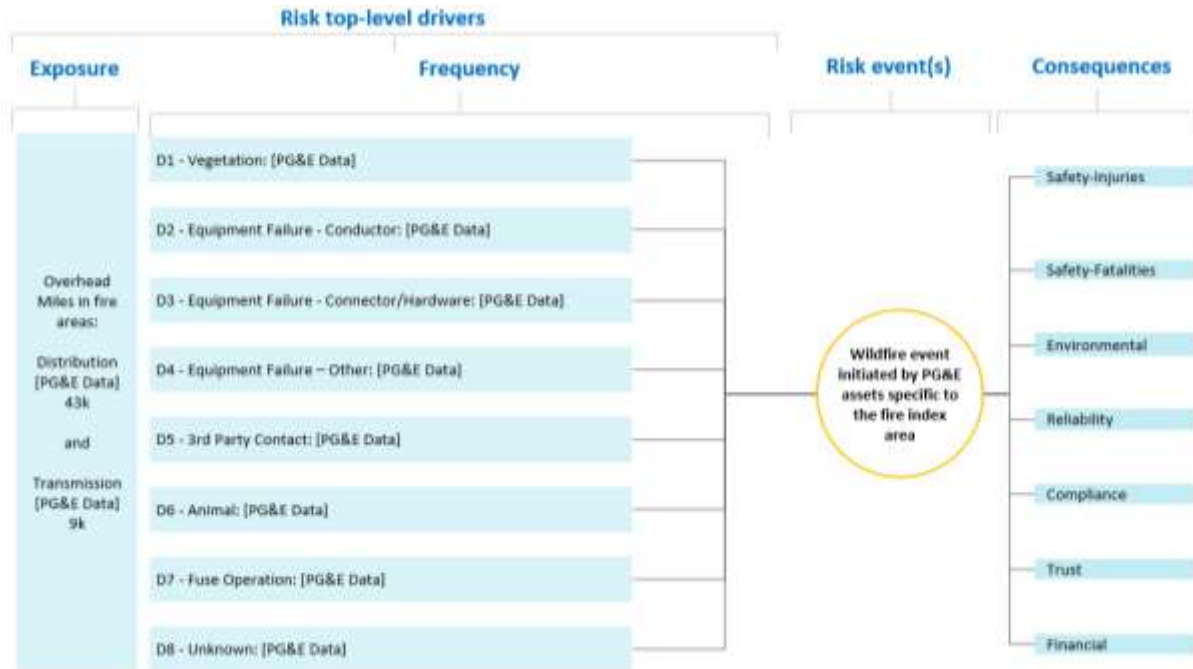 Risk top-level drivers
Exposure
Frequency
Risk event(s)
Consequences
Overhead
Miles in fire
areas:
Distribution
[PG&E Data]
43k
and
Transmission
[PG&E Data]
9k
D1 - Vegetation: [PG&E Data]
D2 - Equipment Failure - Conductor: [PG&E Data]
D3 - Equipment Failure - Connector/Hardware: [PG&E Data]
D4 - Equipment Failure – Other: [PG&E Data]
D5 - 3rd Party Contact: [PG&E Data]
D6 - Animal: [PG&E Data]
D7 - Fuse Operation: [PG&E Data]
D8 - Unknown: [PG&E Data]
Wildfire event
initiated by PG&E
assets specific to
the fire index
area
Safety-Injuries
Safety-Fatalities
Environmental
Reliability
Compliance
Trust
Financial